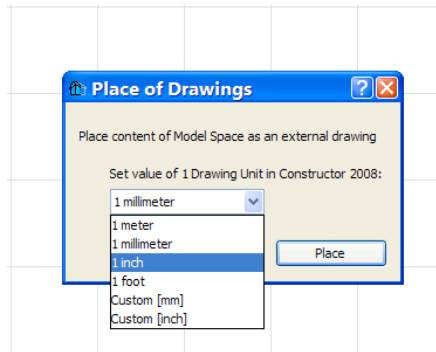 Place of Drawings
Place content of Model Space as an external drawing
Set value of 1 Drawing Unit in Constructor 2008:
1 millimeter
1 meter
1 millimeter
1 inch
Place
1 foot
Custom [mm]
Custom [inch]